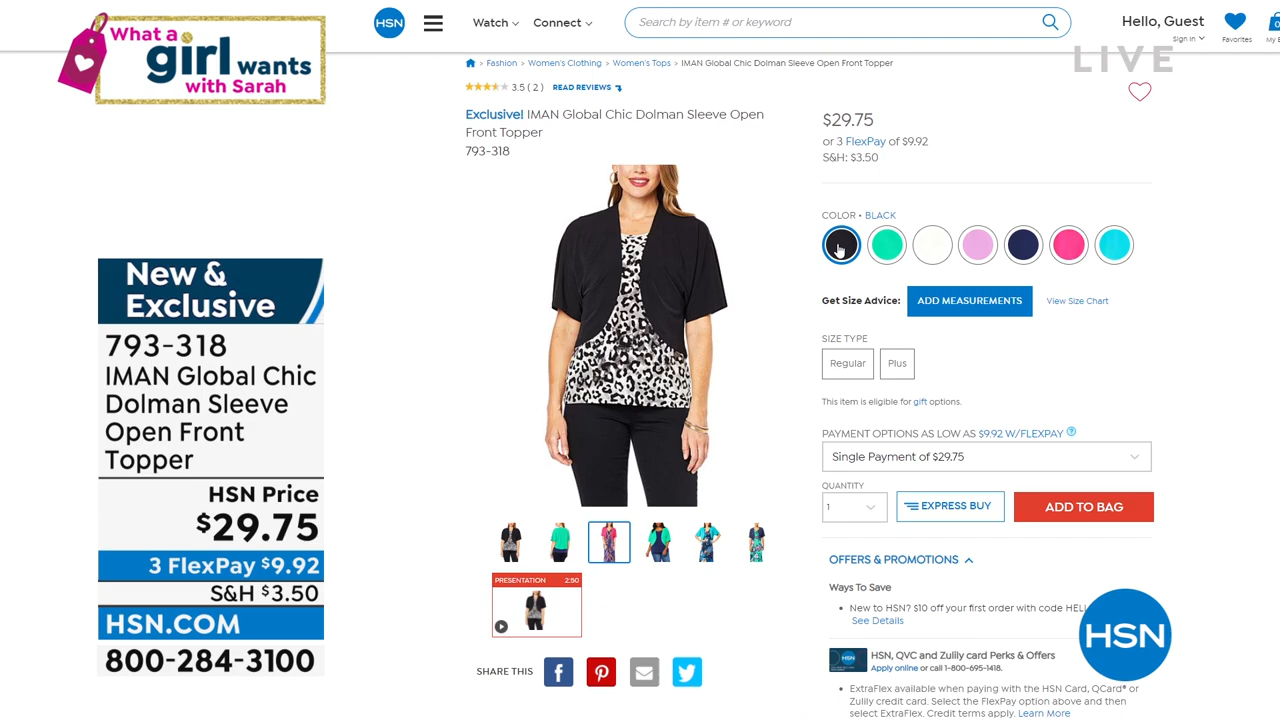 What a
girl wants
with Sarah
HSN
Watch
Connect
Search by item # or keyword
Hello, Guest
Sign In
Favorites
0
LIVE
> Fashion > Women's Clothing > Women's Tops > IMAN Global Chic Dolman Sleeve Open Front Topper
3.5 ( 2 ) READ REVIEWS
Exclusive! IMAN Global Chic Dolman Sleeve Open
Front Topper
793-318
$29.75
or 3 FlexPay of $9.92
S&H: $3.50
COLOR • BLACK
Get Size Advice: ADD MEASUREMENTS View Size Chart
SIZE TYPE
Regular Plus
This item is eligible for gift options.
PAYMENT OPTIONS AS LOW AS $9.92 W/FLEXPAY ?
Single Payment of $29.75
QUANTITY
1
EXPRESS BUY
ADD TO BAG
OFFERS & PROMOTIONS
Ways To Save
• New to HSN? $10 off your first order with code
See Details
HSN, QVC and Zulily card Perks & Offers
Apply online or call 1-800-695-1418.
• ExtraFlex available when paying with the HSN Card, QCard® or
Zulily credit card. Select the FlexPay option above and then
select ExtraFlex. Credit terms apply. Learn More
HSN
PRESENTATION 2:50
SHARE THIS
New &
Exclusive
793-318
IMAN Global Chic
Dolman Sleeve
Open Front
Topper
HSN Price
$29.75
3 FlexPay $9.92
S&H $3.50
HSN.COM
800-284-3100